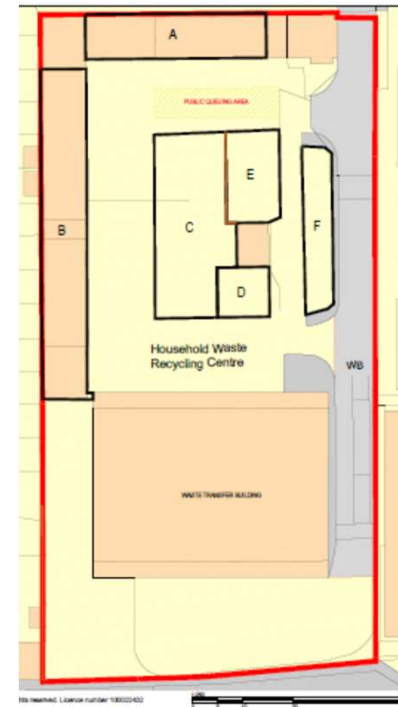 A
PUBLIC QUEUING AREA
E
B
C
F
D
Household Waste
Recycling Centre
WB
WASTE TRANSFER BUILDING
hts reserved. Licence number 100022432